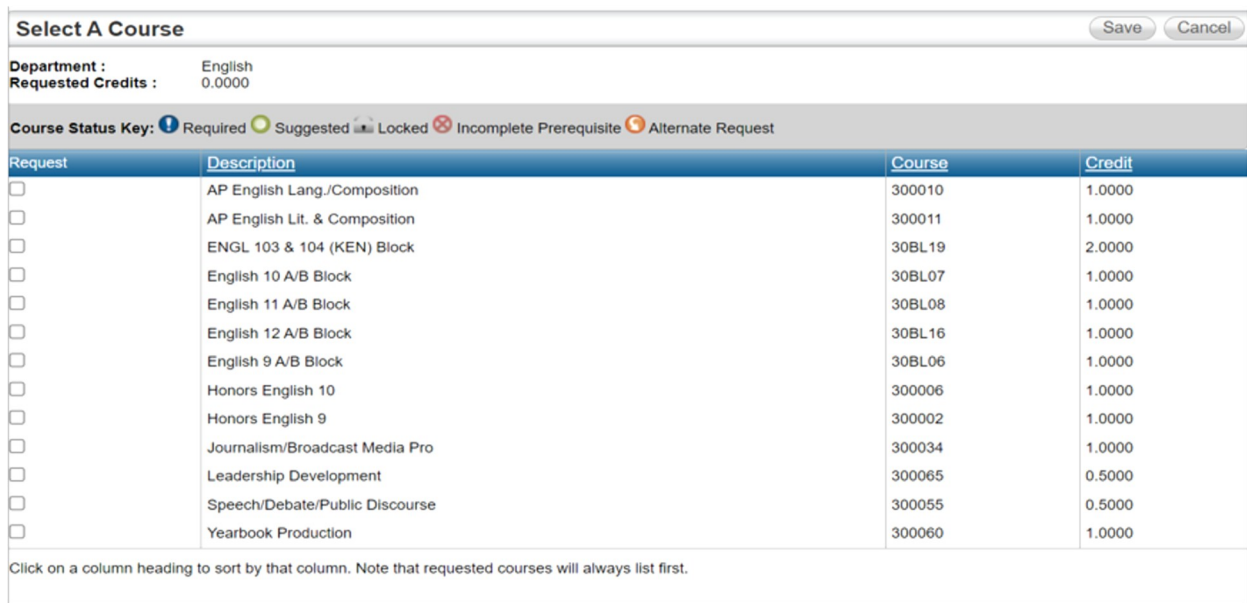 Select A Course Save Cancel
Department : English
Requested Credits : 0.0000
Course Status Key: Required Suggested Locked Incomplete Prerequisite Alternate Request
Request Description Course Credit
AP English Lang./Composition 300010 1.0000
AP English Lit. & Composition 300011 1.0000
ENGL 103 & 104 (KEN) Block 30BL19 2.0000
English 10 A/B Block 30BL07 1.0000
English 11 A/B Block 30BL08 1.0000
English 12 A/B Block 30BL16 1.0000
English 9 A/B Block 30BL06 1.0000
Honors English 10 300006 1.0000
Honors English 9 300002 1.0000
Journalism/Broadcast Media Pro 300034 1.0000
Leadership Development 300065 0.5000
Speech/Debate/Public Discourse 300055 0.5000
Yearbook Production 300060 1.0000
Click on a column heading to sort by that column. Note that requested courses will always list first.